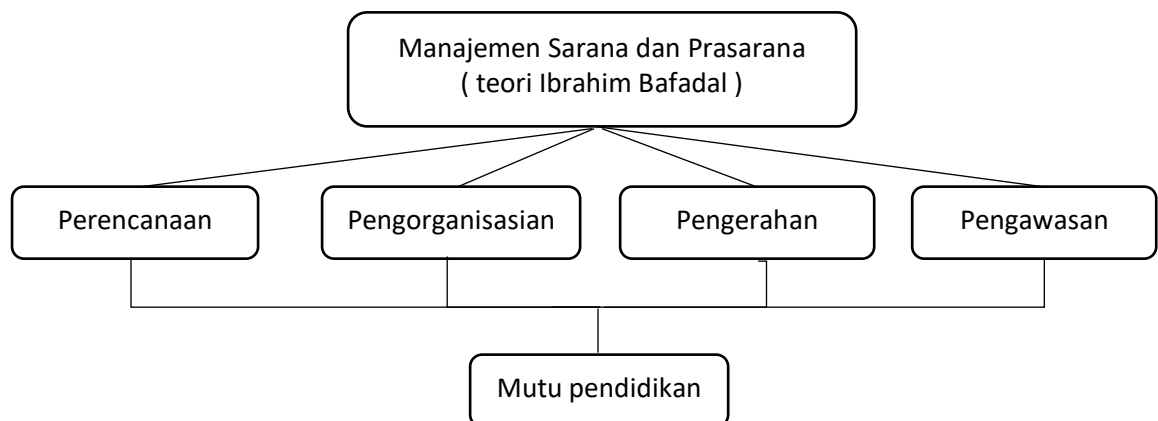 Manajemen Sarana dan Prasarana
( teori Ibrahim Bafadal )
Perencanaan
Pengorganisasian
Pengerahan
Pengawasan
Mutu pendidikan